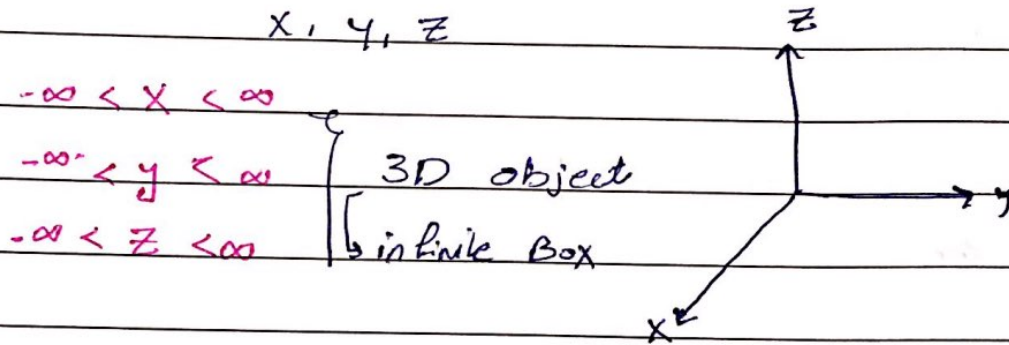 x, y, z
z
-∞ < x < ∞
-∞ < y < ∞
3D object
y
-∞ < z < ∞
infinite Box
x